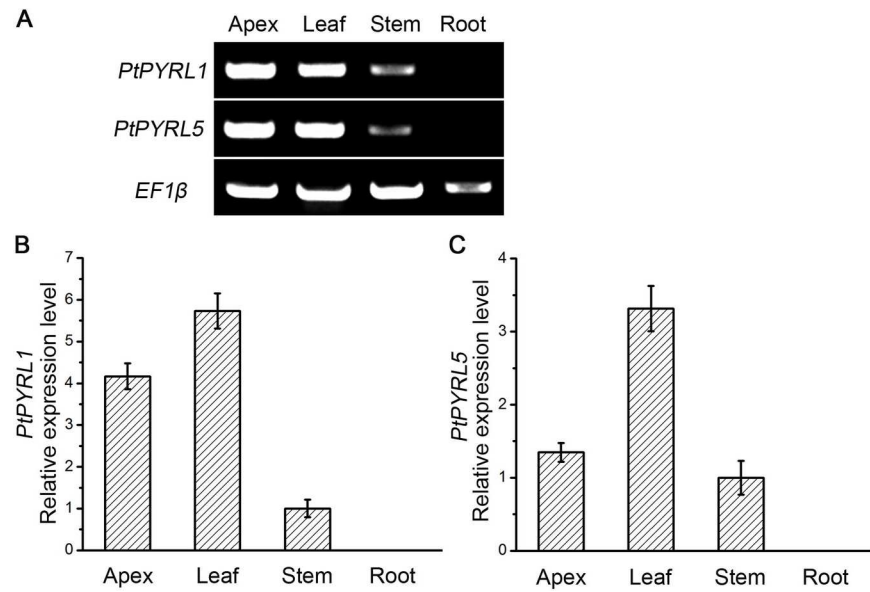 A
Apex Leaf Stem Root
PtPYRL1
PtPYRL5
EF1β
B
7
6
5
4
3
2
1
0
PtPYRL1
Relative expression level
Apex Leaf Stem Root
C
4
3
2
1
0
PtPYRL5
Relative expression level
Apex Leaf Stem Root